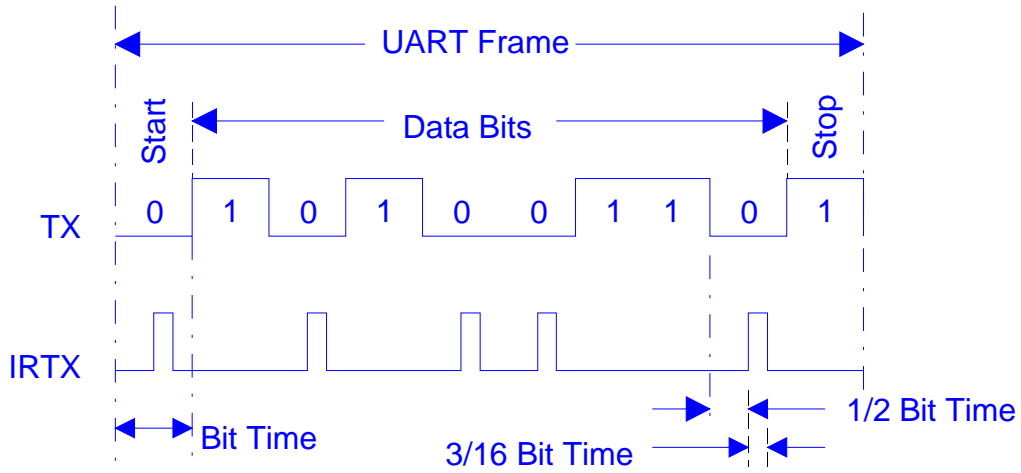 UART Frame
Start
Data Bits
Stop
TX
0 1 0 1 0 0 1 1 0 1
IRTX
Bit Time
1/2 Bit Time
3/16 Bit Time